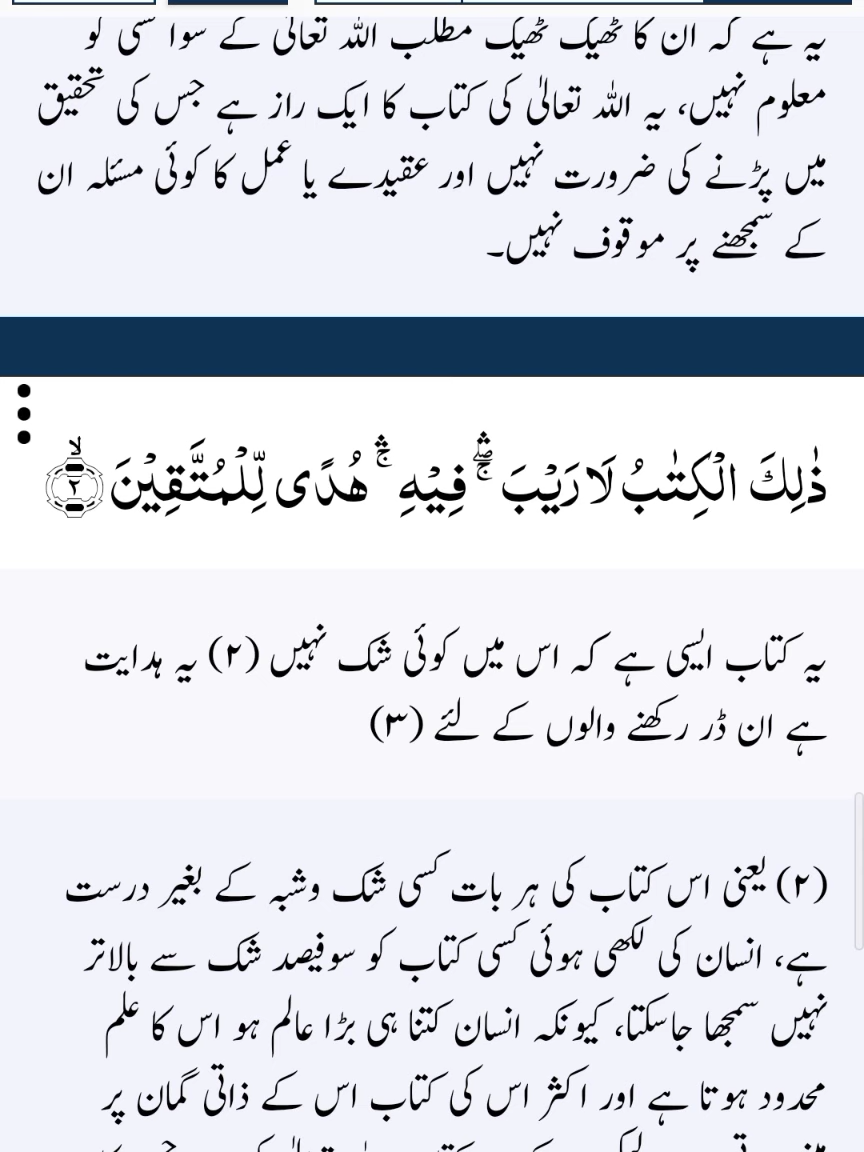 یہ ہے کہ ان کا ٹھیک ٹھیک مطلب اللہ تعالیٰ کے سوا کسی کو
معلوم نہیں، یہ اللہ تعالیٰ کی کتاب کا ایک راز ہے جس کی تحقیق
میں پڑنے کی ضرورت نہیں اور عقیدے یا عمل کا کوئی مسئلہ ان
کے سمجھنے پر موقوف نہیں۔
ذٰلِكَ الْكِتٰبُ لَا رَيْبَ ۛۖۚ فِيْهِ ۛۚ هُدًى لِّلْمُتَّقِيْنَ ۙ‏﴿۲﴾
یہ کتاب ایسی ہے کہ اس میں کوئی شک نہیں (۲) یہ ہدایت
ہے ان ڈر رکھنے والوں کے لئے (۳)
(۲) یعنی اس کتاب کی ہر بات کسی شک وشبہ کے بغیر درست
ہے، انسان کی لکھی ہوئی کسی کتاب کو سوفیصد شک سے بالاتر
نہیں سمجھا جاسکتا، کیونکہ انسان کتنا ہی بڑا عالم ہو اس کا علم
محدود ہوتا ہے اور اکثر اس کی کتاب اس کے ذاتی گمان پر